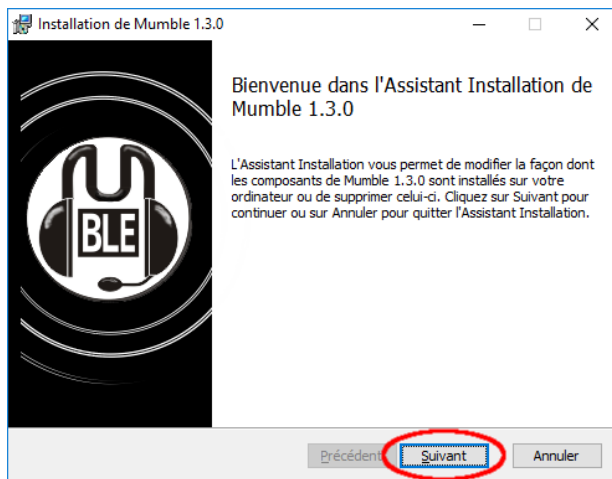 Installation de Mumble 1.3.0
Bienvenue dans l'Assistant Installation de
Mumble 1.3.0
L'Assistant Installation vous permet de modifier la façon dont
les composants de Mumble 1.3.0 sont installés sur votre
ordinateur ou de supprimer celui-ci. Cliquez sur Suivant pour
continuer ou sur Annuler pour quitter l'Assistant Installation.
BLE
Précédent Suivant Annuler